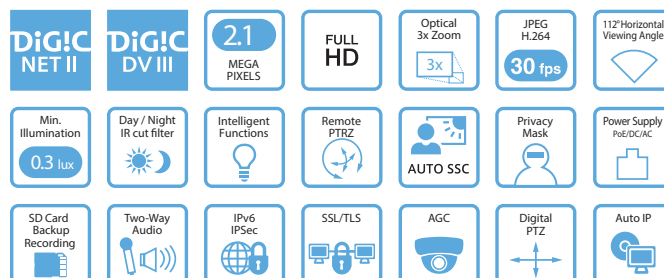 DiG!C
NET II
DiG!C
DV III
2.1
MEGA
PIXELS
FULL
HD
Optical
3x Zoom
3x
JPEG
H.264
30 fps
112° Horizontal
Viewing Angle
Min.
Illumination
0.3 lux
Day / Night
IR cut filter
Intelligent
Functions
Remote
PTRZ
AUTO SSC
Privacy
Mask
Power Supply
PoE/DC/AC
SD Card
Backup
Recording
Two-Way
Audio
IPv6
IPSec
SSL/TLS
AGC
Digital
PTZ
Auto IP